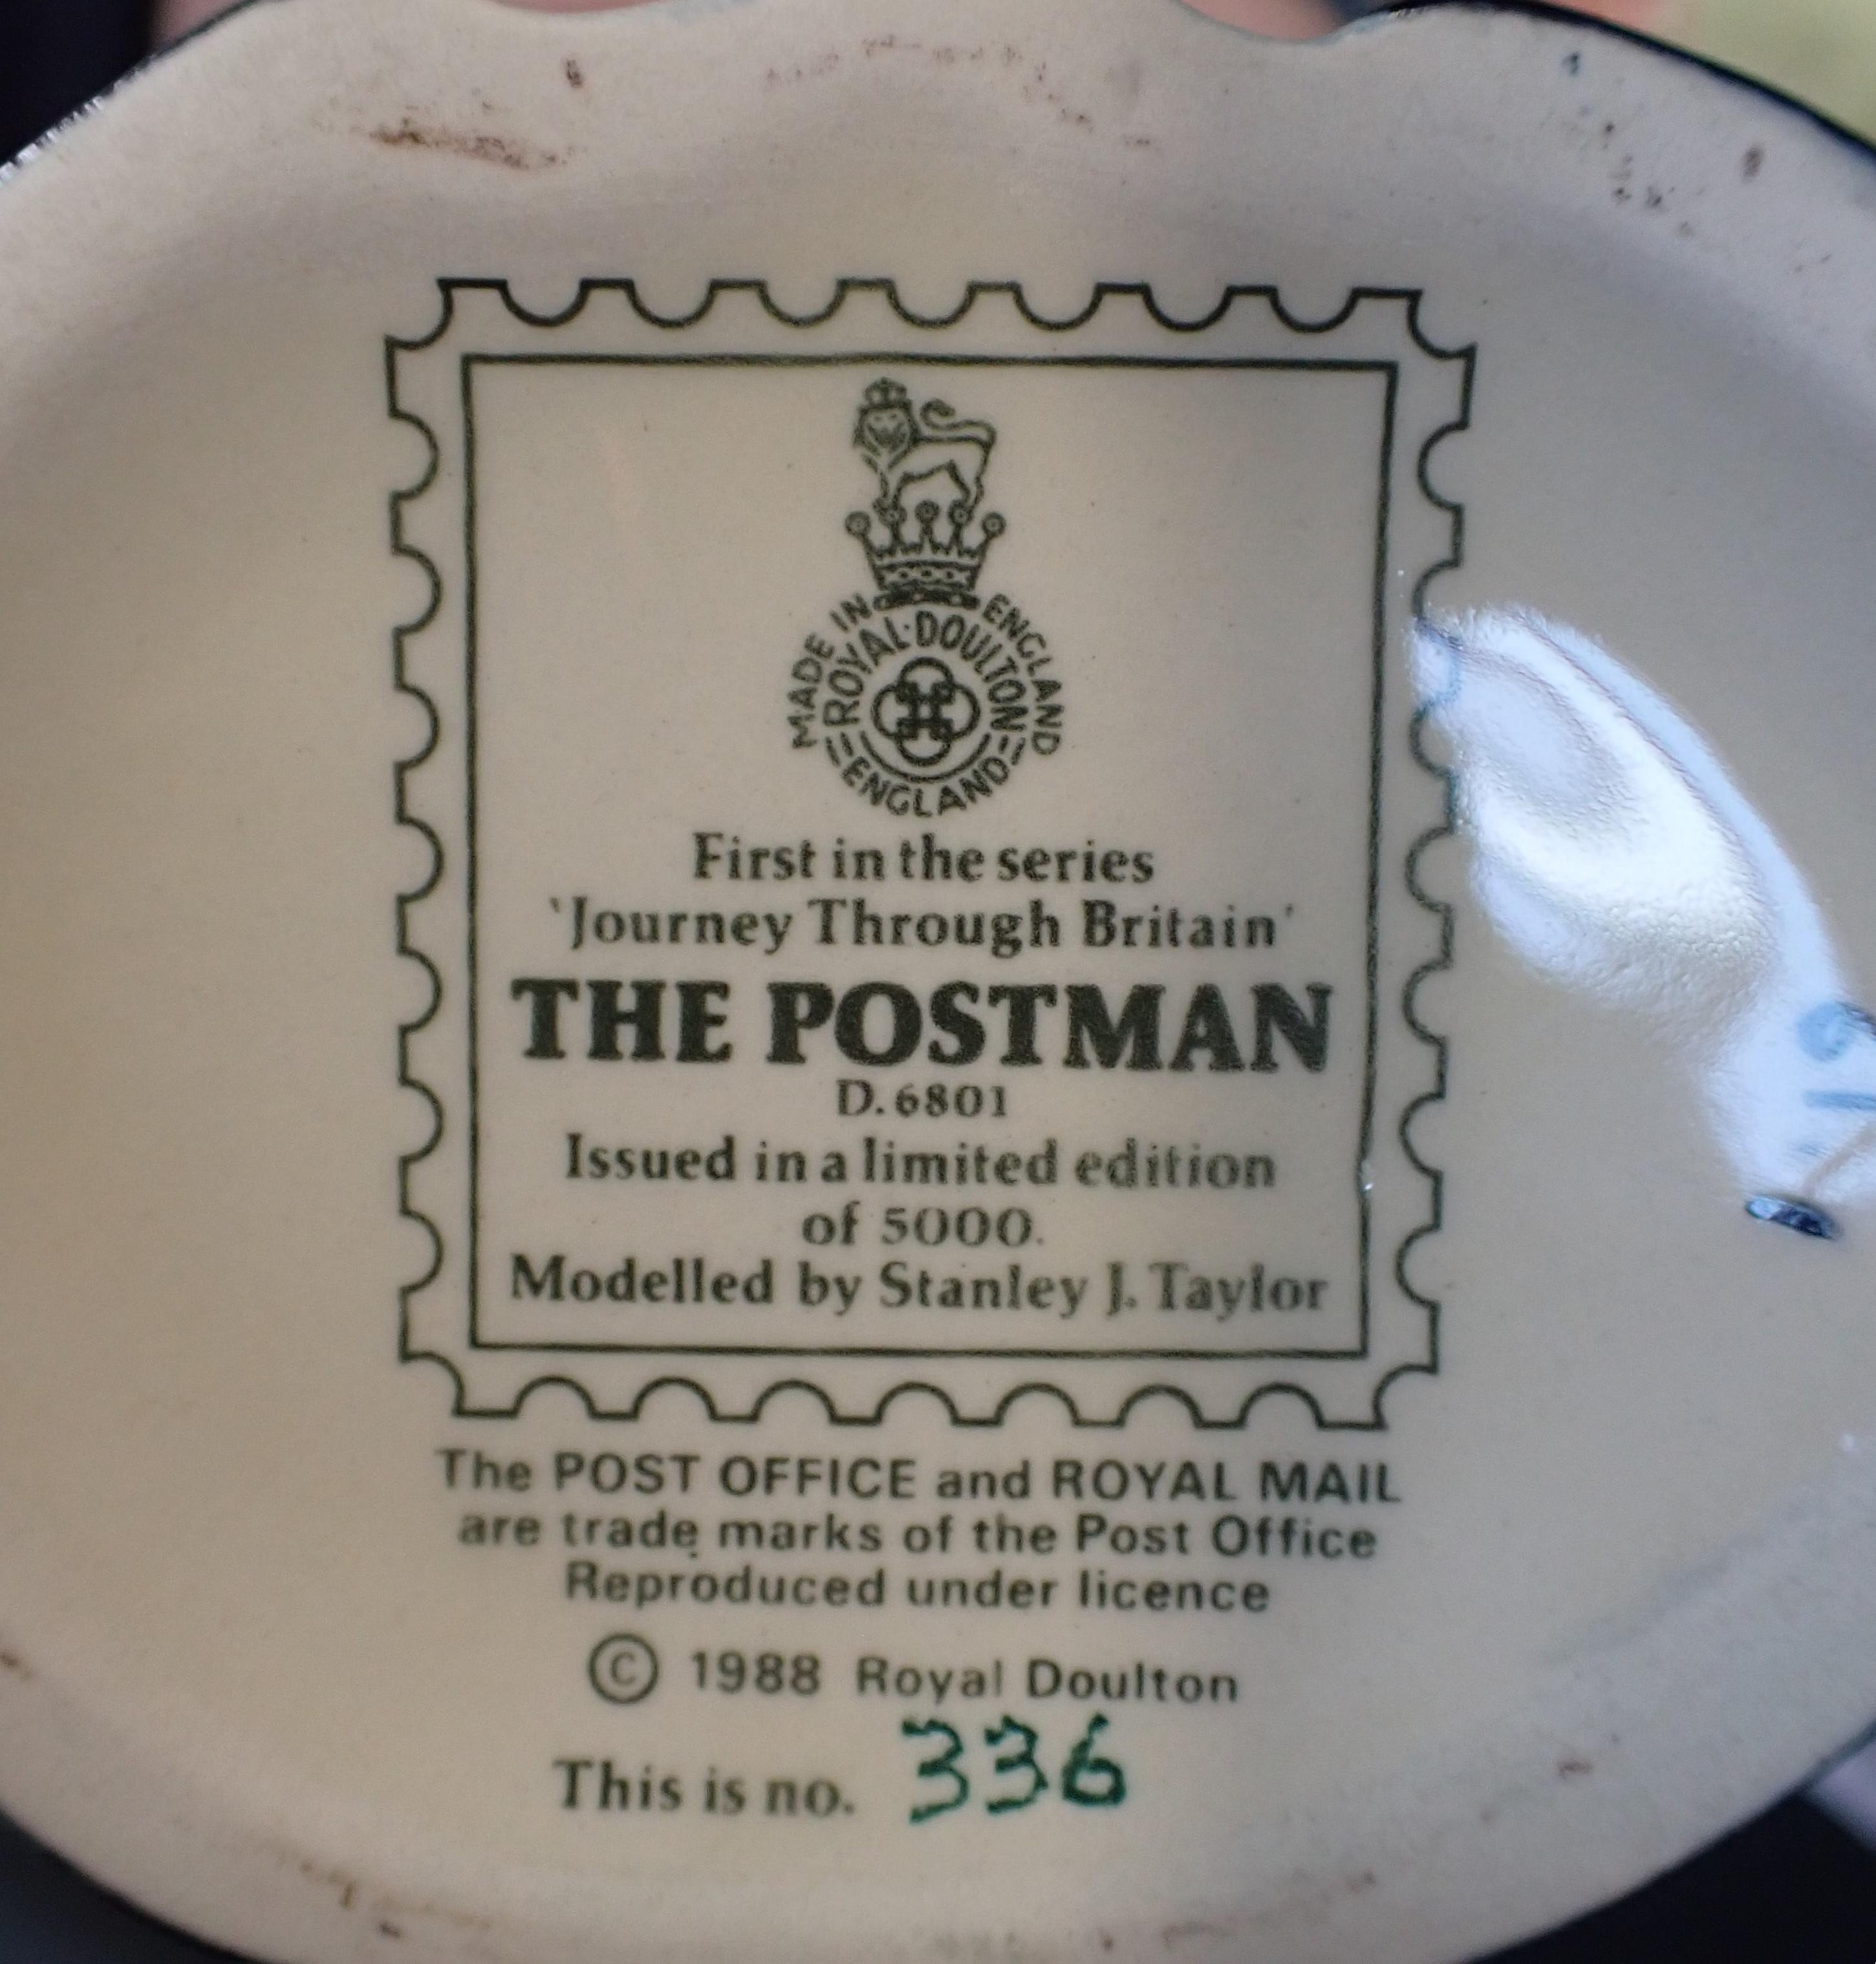 MADE IN ENGLAND
ROYAL·DOULTON
ENGLAND
First in the series
'Journey Through Britain'
THE POSTMAN
D.6801
Issued in a limited edition
of 5000.
Modelled by Stanley J. Taylor
The POST OFFICE and ROYAL MAIL
are trade marks of the Post Office
Reproduced under licence
© 1988 Royal Doulton
This is no. 336